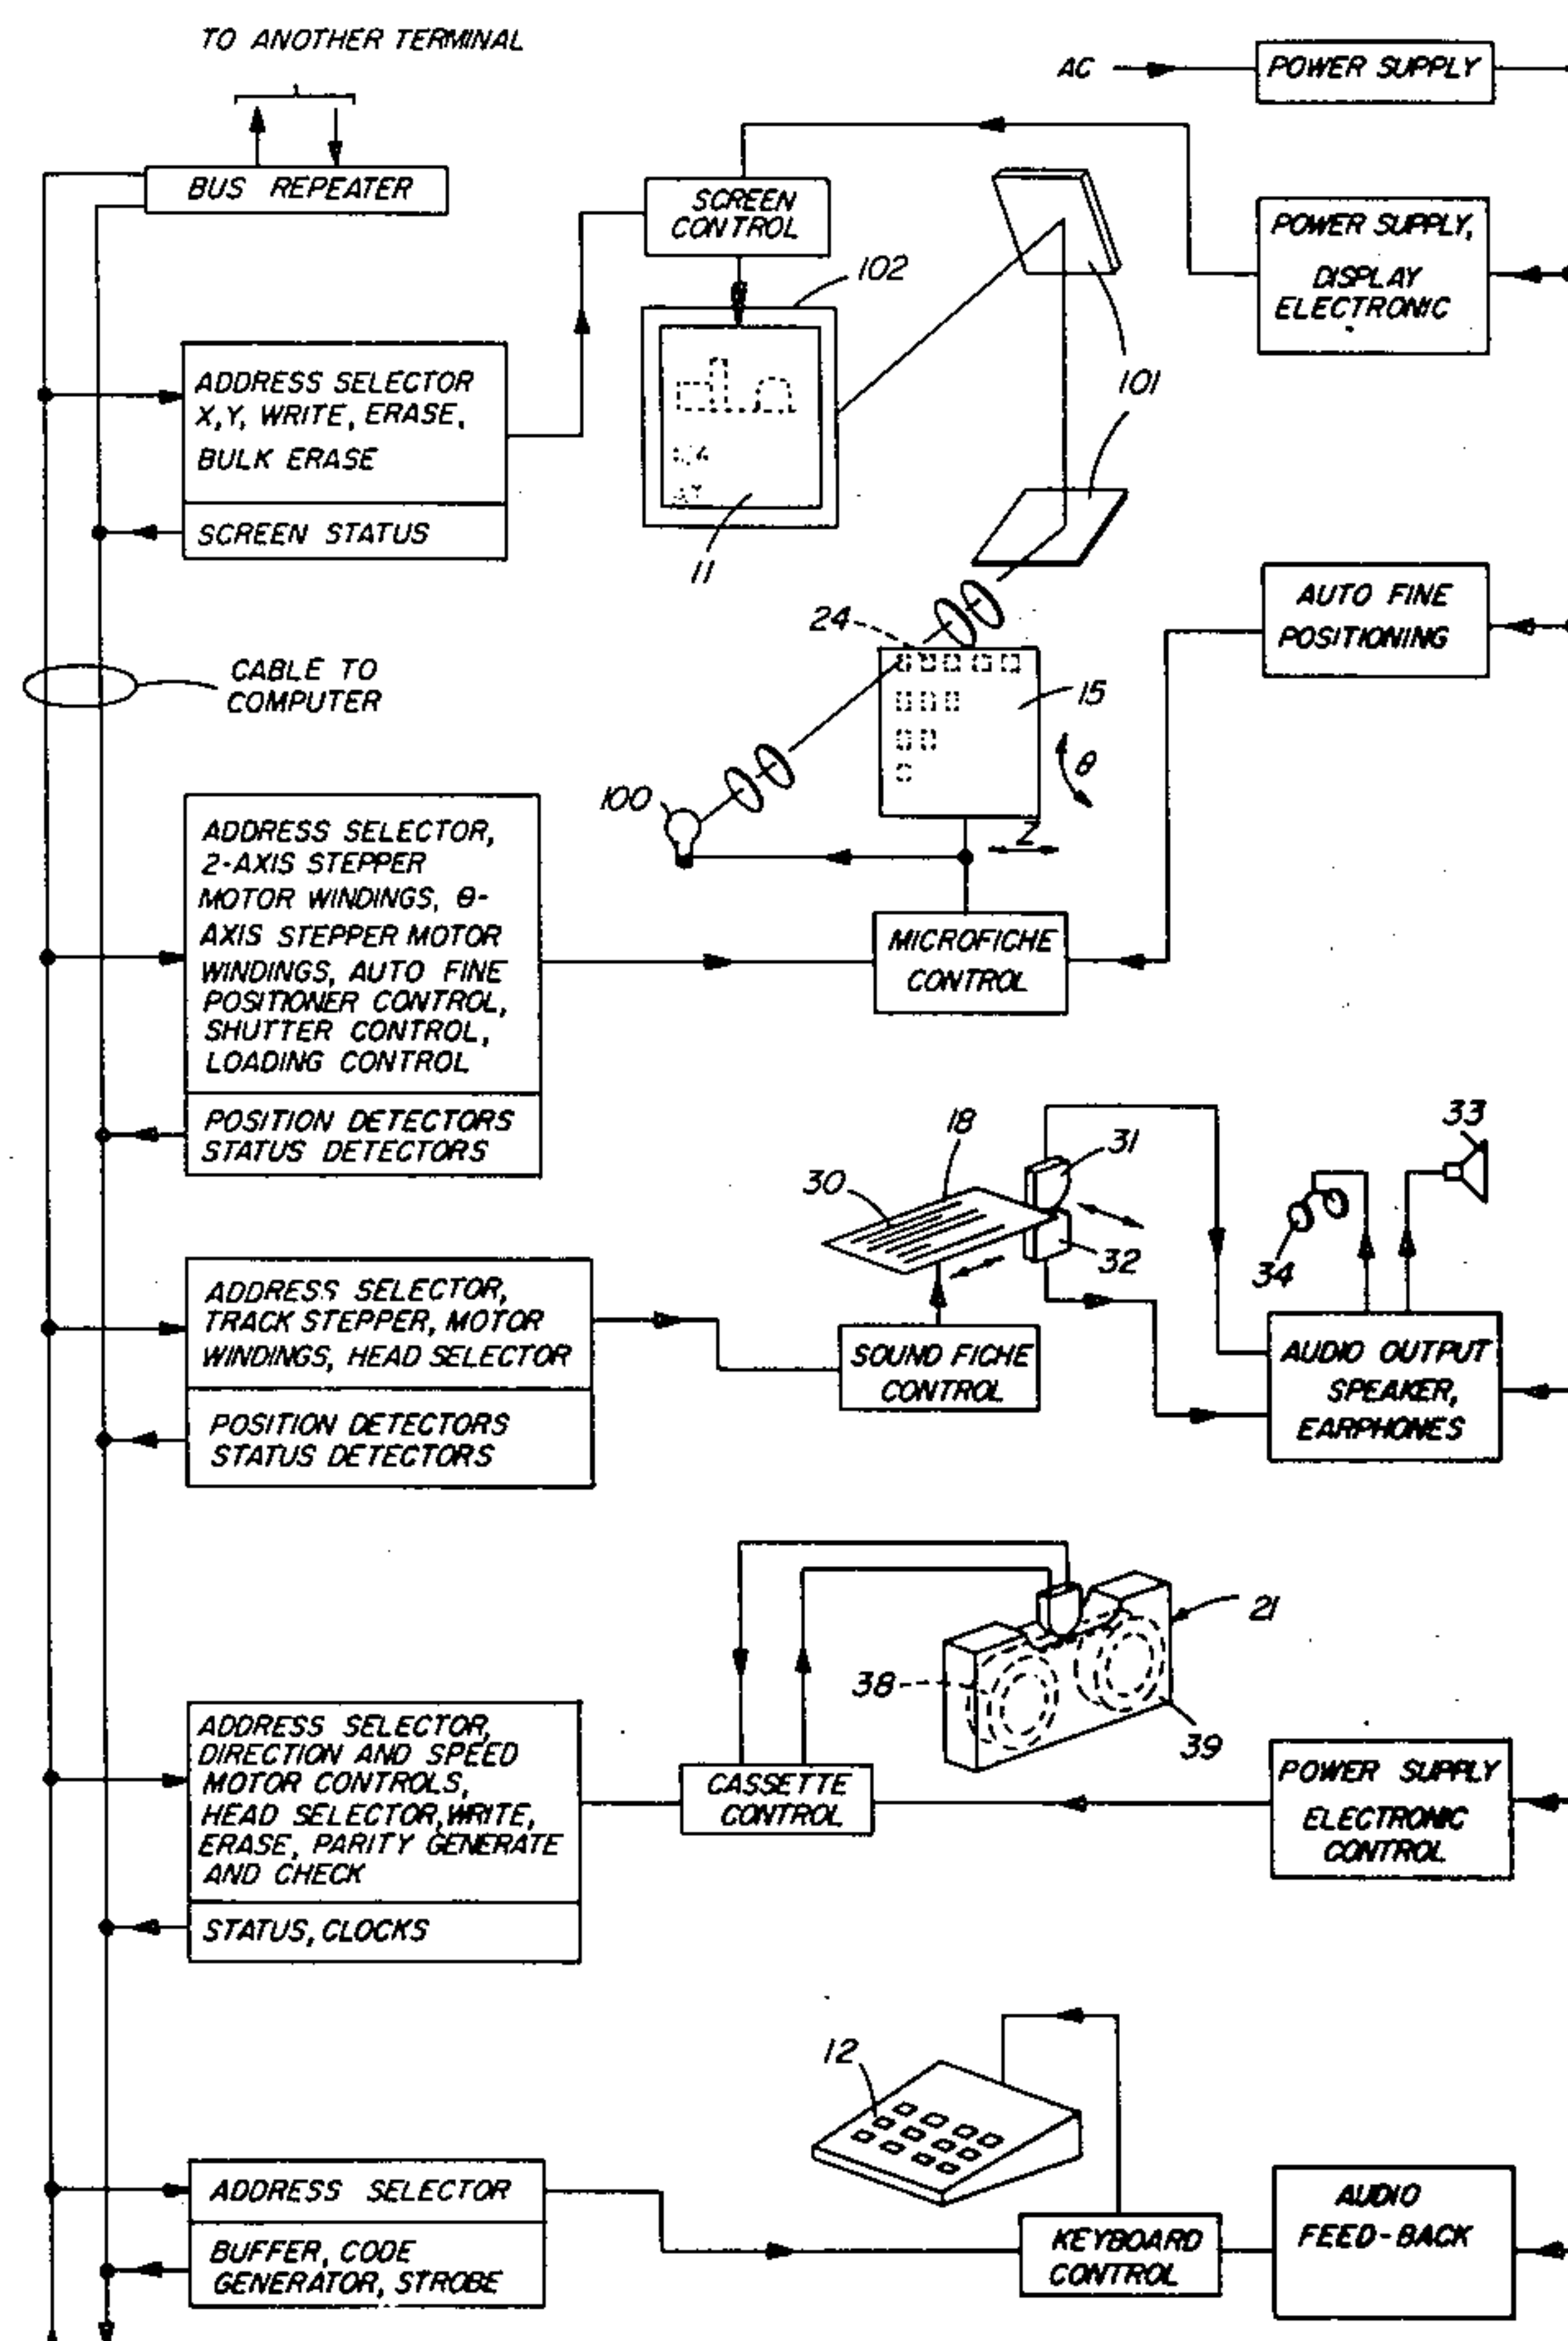 TO ANOTHER TERMINAL
AC
POWER SUPPLY
BUS REPEATER
SCREEN
CONTROL
POWER SUPPLY,
DISPLAY
ELECTRONIC
102
101
ADDRESS SELECTOR
X,Y, WRITE, ERASE,
BULK ERASE
SCREEN STATUS
11
AUTO FINE
POSITIONING
24
15
θ
CABLE TO
COMPUTER
100
Z
ADDRESS SELECTOR,
2-AXIS STEPPER
MOTOR WINDINGS, θ-
AXIS STEPPER MOTOR
WINDINGS, AUTO FINE
POSITIONER CONTROL,
SHUTTER CONTROL,
LOADING CONTROL
POSITION DETECTORS
STATUS DETECTORS
MICROFICHE
CONTROL
18
31
30
32
33
34
ADDRESS SELECTOR,
TRACK STEPPER, MOTOR
WINDINGS, HEAD SELECTOR
POSITION DETECTORS
STATUS DETECTORS
SOUND FICHE
CONTROL
AUDIO OUTPUT
SPEAKER,
EARPHONES
21
38
39
ADDRESS SELECTOR,
DIRECTION AND SPEED
MOTOR CONTROLS,
HEAD SELECTOR, WRITE,
ERASE, PARITY GENERATE
AND CHECK
STATUS, CLOCKS
CASSETTE
CONTROL
POWER SUPPLY
ELECTRONIC
CONTROL
12
ADDRESS SELECTOR
BUFFER, CODE
GENERATOR, STROBE
KEYBOARD
CONTROL
AUDIO
FEED-BACK